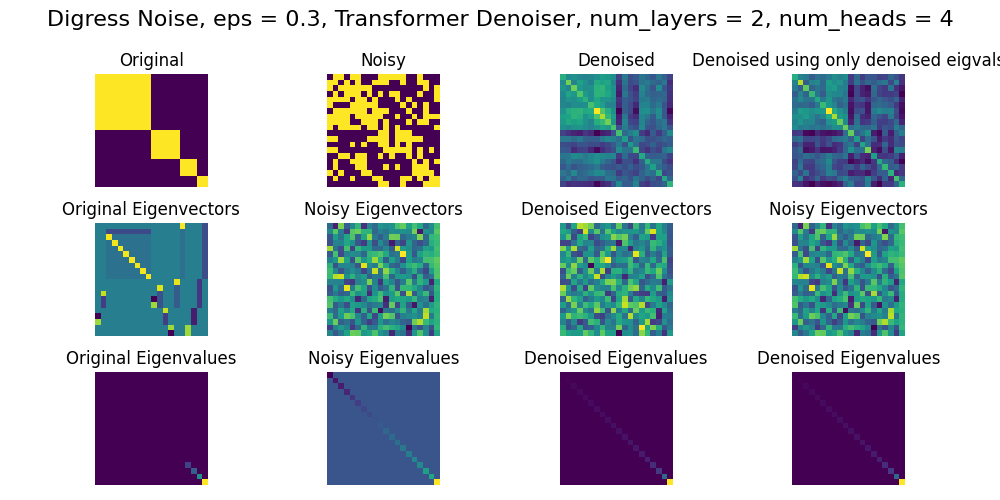 Digress Noise, eps = 0.3, Transformer Denoiser, num_layers = 2, num_heads = 4
Original
Noisy
Denoised
Denoised using only denoised eigvals
Original Eigenvectors
Noisy Eigenvectors
Denoised Eigenvectors
Noisy Eigenvectors
Original Eigenvalues
Noisy Eigenvalues
Denoised Eigenvalues
Denoised Eigenvalues